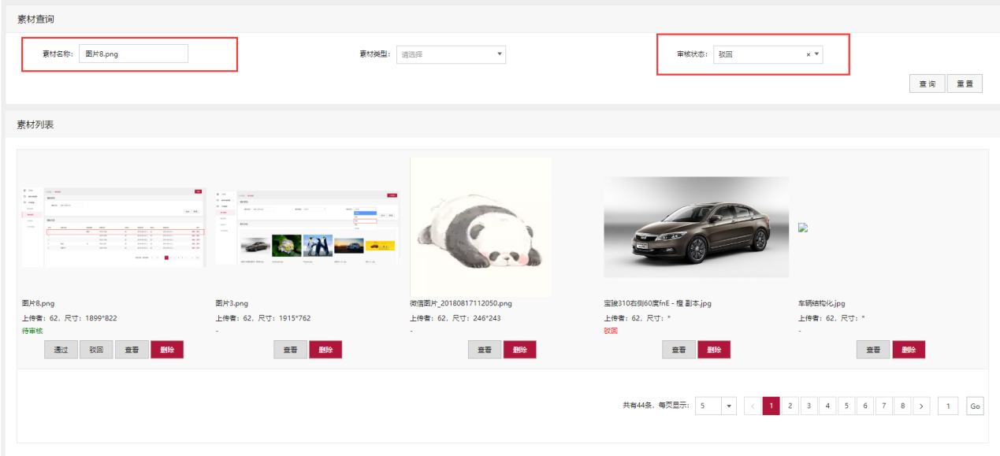 素材查询
素材名称： 图片8.png 素材类型： 请选择 审核状态： 驳回 ×
查 询 重 置
素材列表
图片8.png 图片3.png 微信图片_20180817112050.png 宝骏310右侧60度fnE - 橙 副本.jpg 车辆结构化.jpg
上传者：62，尺寸：1899*822 上传者：62，尺寸：1915*762 上传者：62，尺寸：246*243 上传者：62，尺寸：* 上传者：62，尺寸：*
待审核 - - 驳回 -
通过 驳回 查看 删除 查看 删除 查看 删除 查看 删除 查看 删除
共有44条，每页显示： 5 < 1 2 3 4 5 6 7 8 > 1 Go